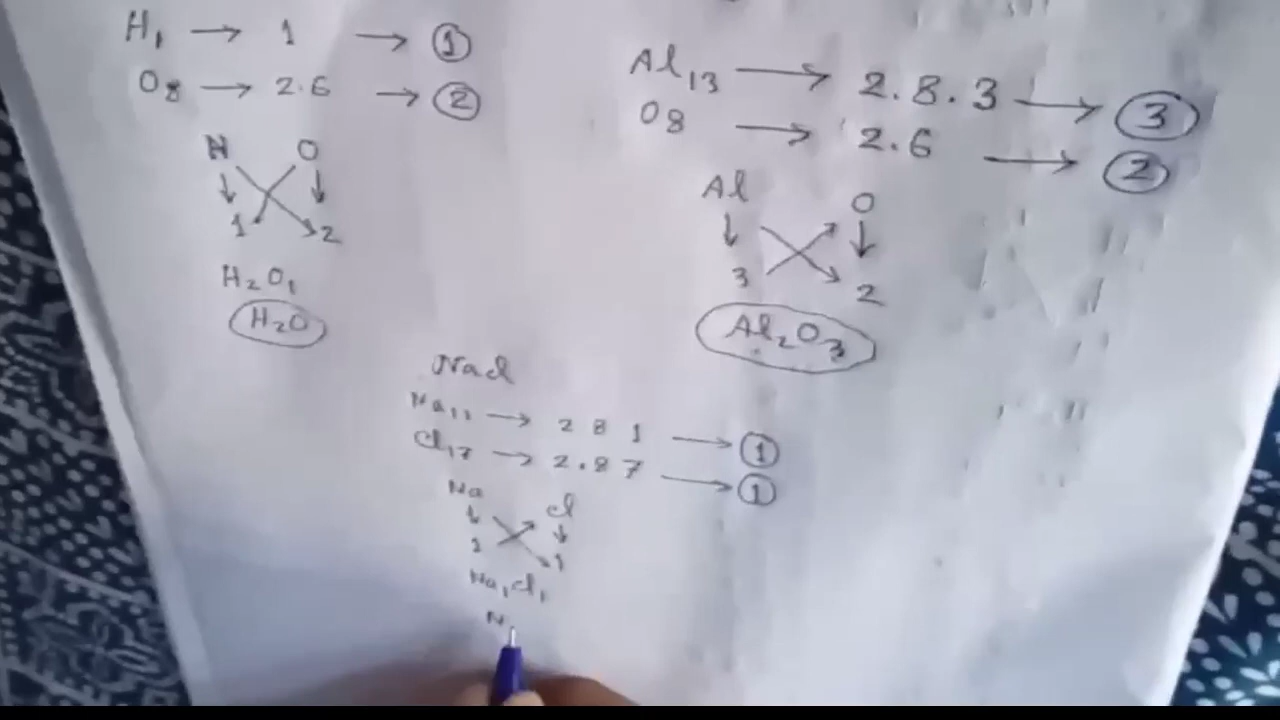 H₁ → 1 → ①
O₈ → 2.6 → ②
H O
↓ ↓
1 2
H₂O₁
H₂O
Al₁₃ → 2.8.3 → ③
O8 → 2.6 → ②
Al O
↓ ↓
3 2
Al₂O₃
Nacl
Na₁₁ → 2 8 1 → ①
Cl₁₇ → 2.87 → ①
Na cl
↓ ↓
1 1
Na₁cl₁
N